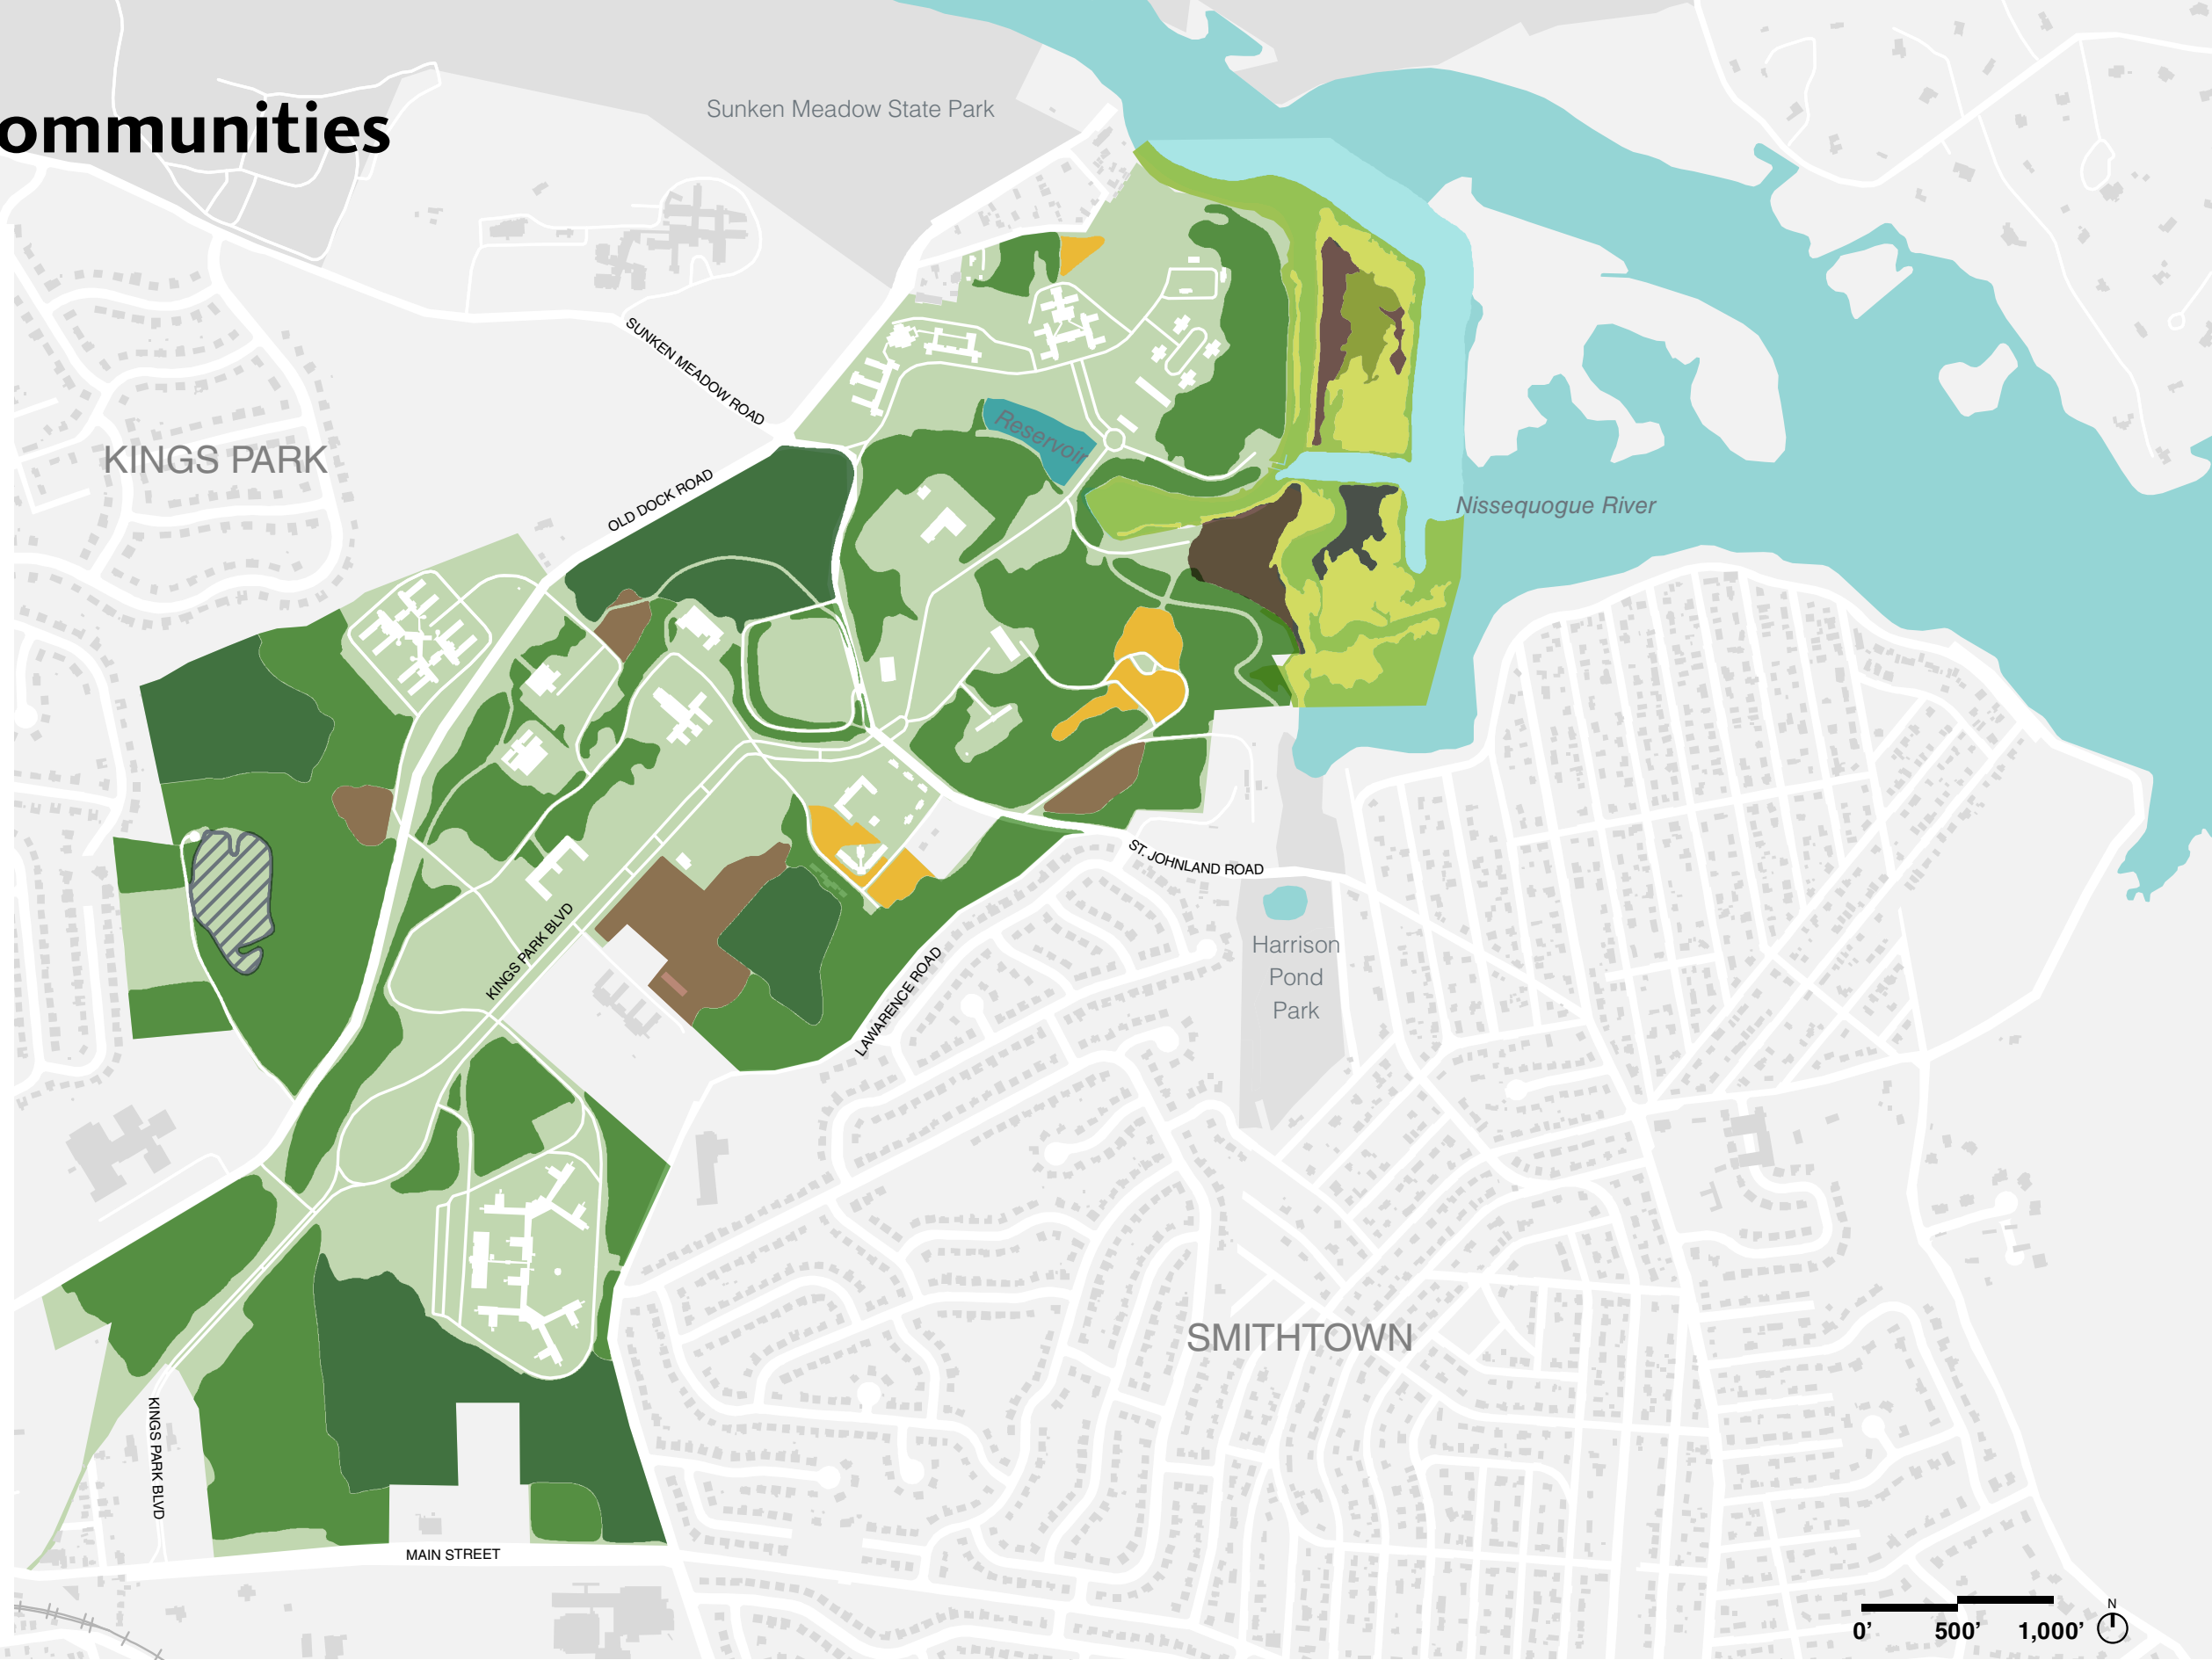 ommunities
Sunken Meadow State Park
SUNKEN MEADOW ROAD
Reservoir
KINGS PARK
OLD DOCK ROAD
Nissequogue River
ST. JOHNLAND ROAD
KINGS PARK BLVD
LAWARENCE ROAD
Harrison
Pond
Park
SMITHTOWN
KINGS PARK BLVD
MAIN STREET
N
0'
500'
1,000'